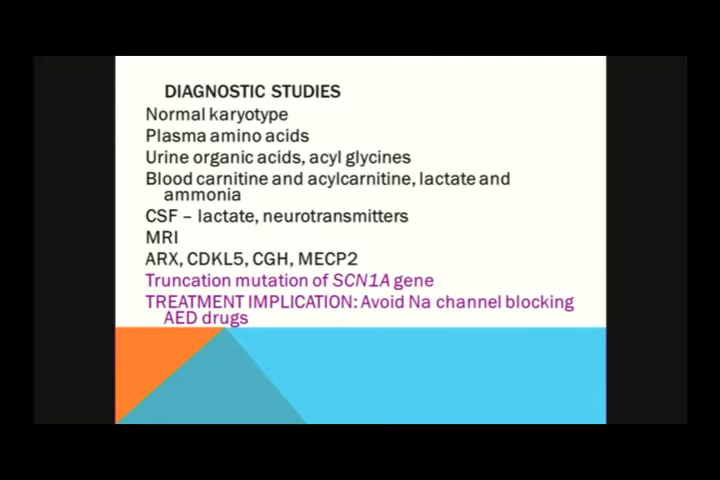 DIAGNOSTIC STUDIES
Normal karyotype
Plasma amino acids
Urine organic acids, acyl glycines
Blood carnitine and acylcarnitine, lactate and
ammonia
CSF – lactate, neurotransmitters
MRI
ARX, CDKL5, CGH, MECP2
Truncation mutation of SCN1A gene
TREATMENT IMPLICATION: Avoid Na channel blocking
AED drugs